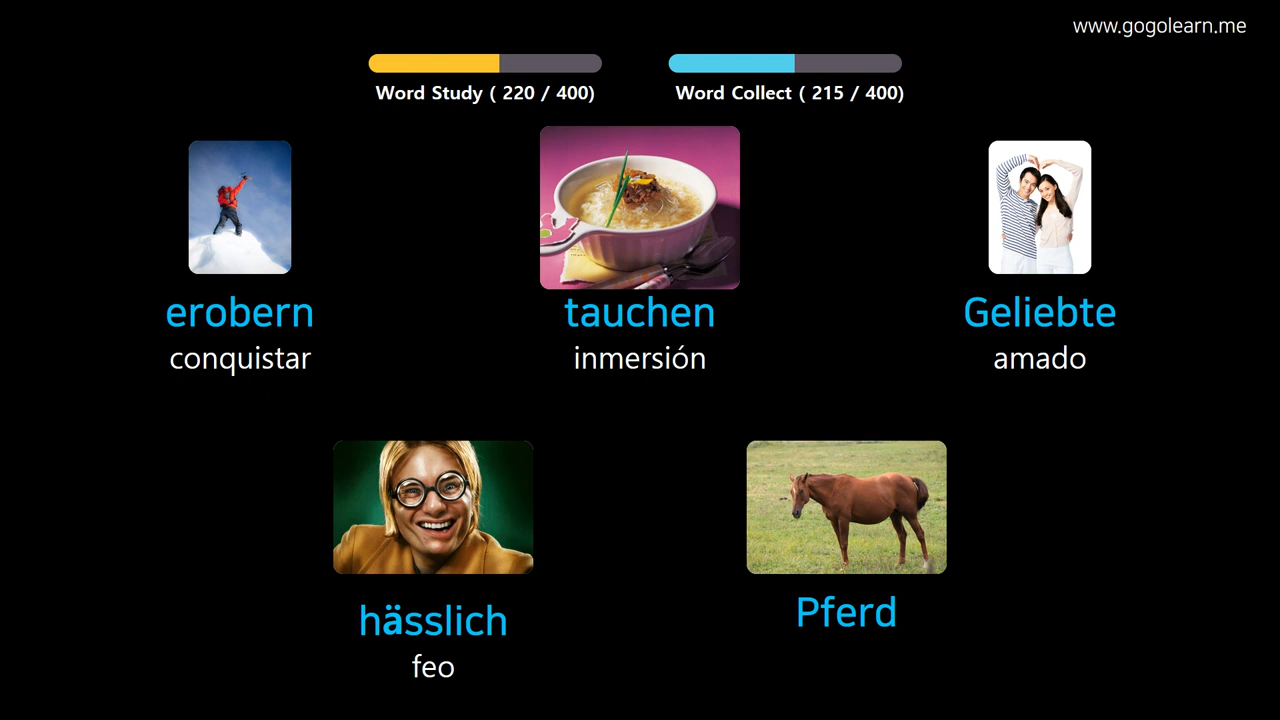 www.gogolearn.me
Word Study ( 220 / 400)
Word Collect ( 215 / 400)
erobern
conquistar
tauchen
inmersión
Geliebte
amado
hässlich
feo
Pferd